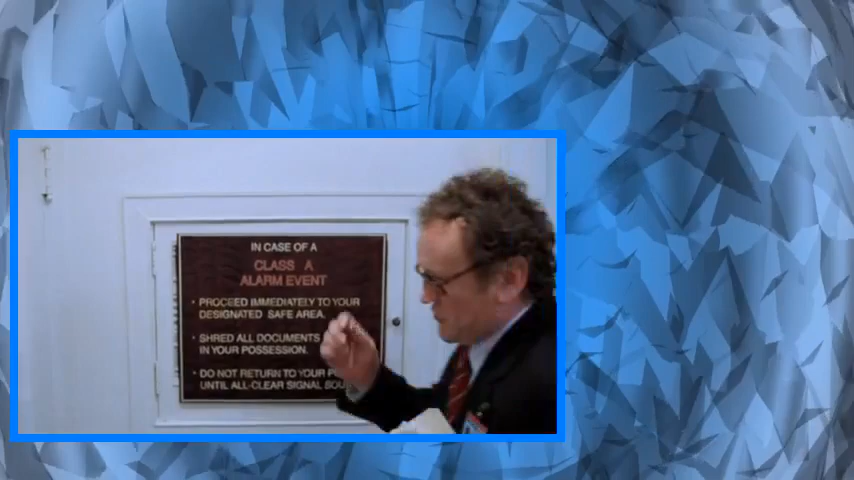 IN CASE OF A
CLASS A
ALARM EVENT
• PROCEED IMMEDIATELY TO YOUR
DESIGNATED SAFE AREA.
• SHRED ALL DOCUMENTS
IN YOUR POSSESSION.
• DO NOT RETURN TO YOUR
UNTIL ALL-CLEAR SIGNAL